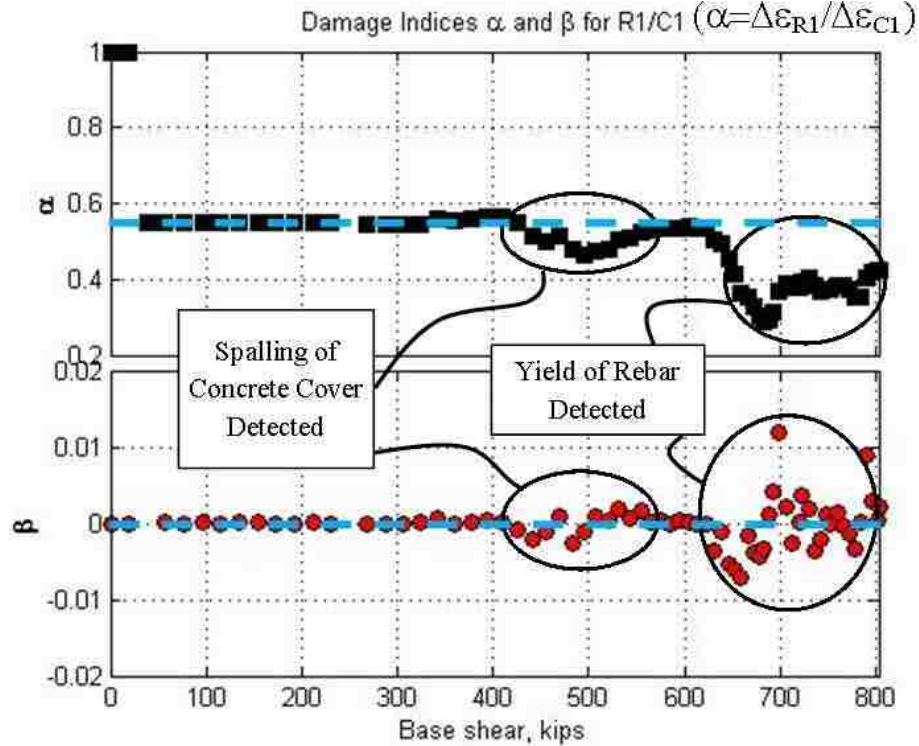 Damage Indices α and β for R1/C1 (α=ΔεR1/ΔεC1)
1
0.8
0.6
0.4
0.2
α
Spalling of
Concrete Cover
Detected
Yield of Rebar
Detected
0.02
0.01
0
-0.01
-0.02
β
0 100 200 300 400 500 600 700 800
Base shear, kips